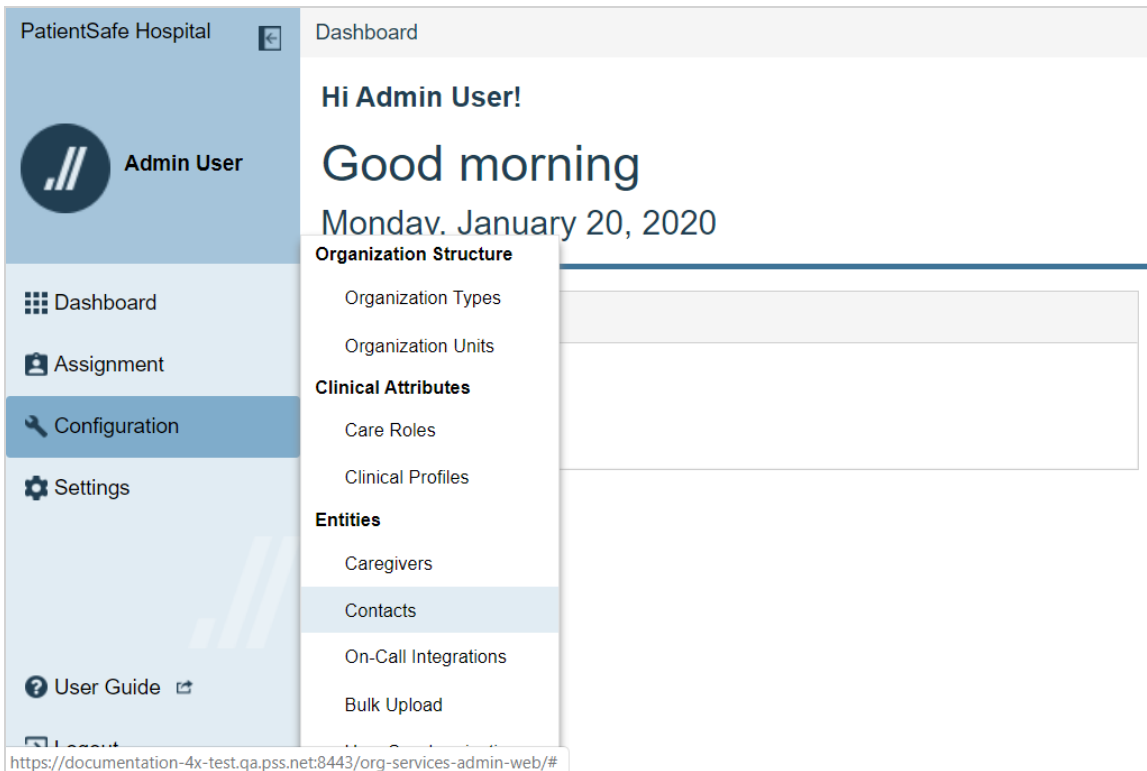 PatientSafe Hospital
Admin User
Dashboard
Assignment
Configuration
Settings
User Guide
Logout
Dashboard
Hi Admin User!
Good morning
Monday, January 20, 2020
Organization Structure
Organization Types
Organization Units
Clinical Attributes
Care Roles
Clinical Profiles
Entities
Caregivers
Contacts
On-Call Integrations
Bulk Upload
https://documentation-4x-test.qa.pss.net:8443/org-services-admin-web/#